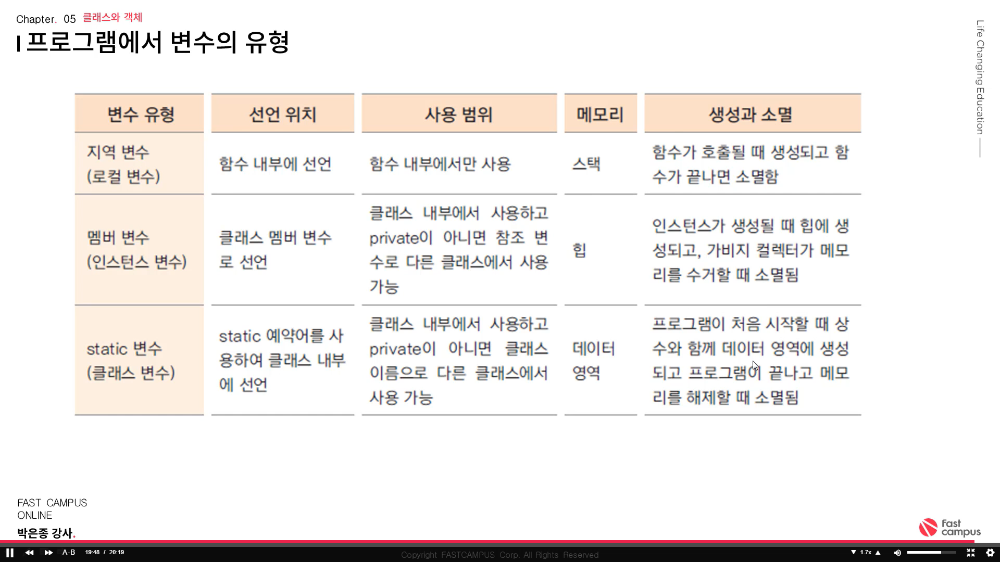 Chapter. 05 클래스와 객체
프로그램에서 변수의 유형
Life Changing Education
변수 유형
선언 위치
사용 범위
메모리
생성과 소멸
지역 변수
(로컬 변수)
함수 내부에 선언
함수 내부에서만 사용
스택
함수가 호출될 때 생성되고 함
수가 끝나면 소멸함
멤버 변수
(인스턴스 변수)
클래스 멤버 변수
로 선언
클래스 내부에서 사용하고
private이 아니면 참조 변
수로 다른 클래스에서 사용
가능
힙
인스턴스가 생성될 때 힙에 생
성되고, 가비지 컬렉터가 메모
리를 수거할 때 소멸됨
static 변수
(클래스 변수)
static 예약어를 사
용하여 클래스 내부
에 선언
클래스 내부에서 사용하고
private이 아니면 클래스
이름으로 다른 클래스에서
사용 가능
데이터
영역
프로그램이 처음 시작할 때 상
수와 함께 데이터 영역에 생성
되고 프로그램이 끝나고 메모
리를 해제할 때 소멸됨
FAST CAMPUS
ONLINE
박은종 강사.
Fast
campus
A-B 19:48 / 20:19
Copyright FASTCAMPUS Corp. All Rights Reserved
1.7x